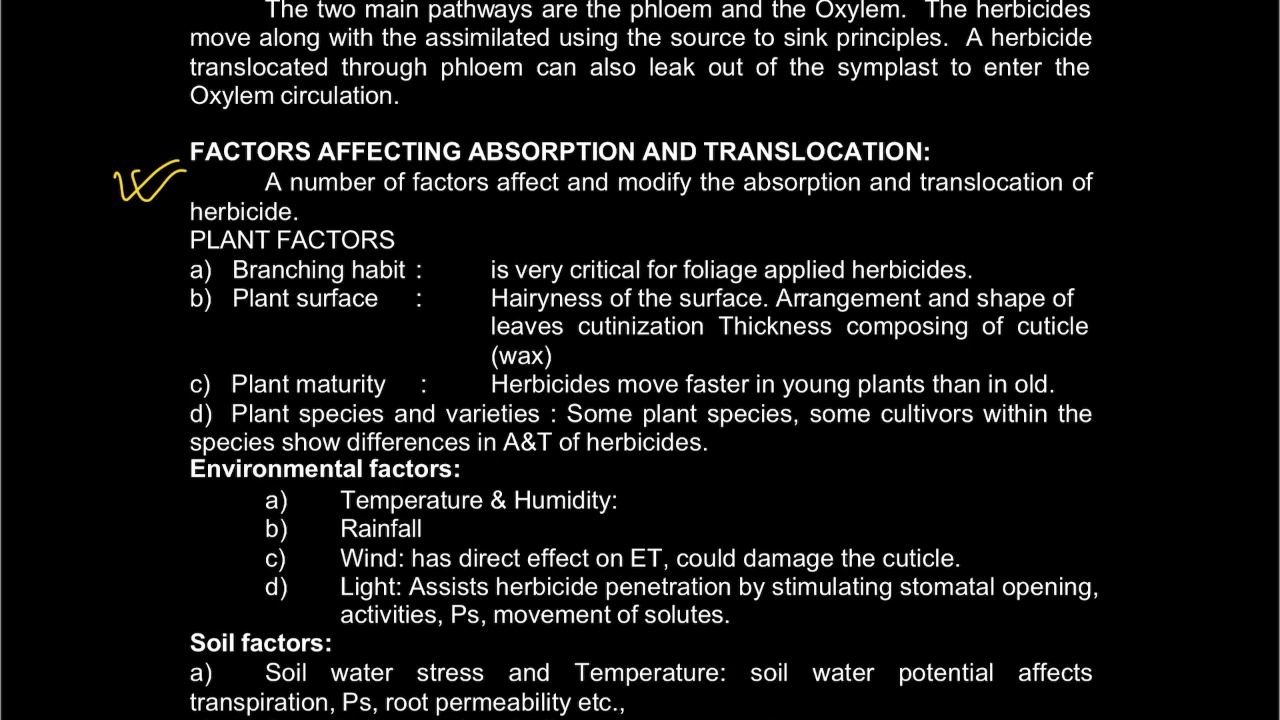 The two main pathways are the phloem and the Oxylem. The herbicides
move along with the assimilated using the source to sink principles. A herbicide
translocated through phloem can also leak out of the symplast to enter the
Oxylem circulation.
FACTORS AFFECTING ABSORPTION AND TRANSLOCATION:
A number of factors affect and modify the absorption and translocation of
herbicide.
PLANT FACTORS
a) Branching habit : is very critical for foliage applied herbicides.
b) Plant surface : Hairyness of the surface. Arrangement and shape of
leaves cutinization Thickness composing of cuticle
(wax)
c) Plant maturity : Herbicides move faster in young plants than in old.
d) Plant species and varieties : Some plant species, some cultivors within the
species show differences in A&T of herbicides.
Environmental factors:
a) Temperature & Humidity:
b) Rainfall
c) Wind: has direct effect on ET, could damage the cuticle.
d) Light: Assists herbicide penetration by stimulating stomatal opening,
activities, Ps, movement of solutes.
Soil factors:
a) Soil water stress and Temperature: soil water potential affects
transpiration, Ps, root permeability etc.,